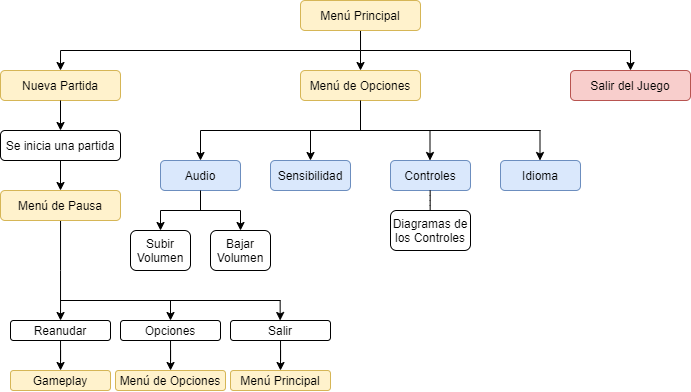 Menú Principal
Nueva Partida
Menú de Opciones
Salir del Juego
Se inicia una partida
Audio
Sensibilidad
Controles
Idioma
Menú de Pausa
Subir
Volumen
Bajar
Volumen
Diagramas de
los Controles
Reanudar
Opciones
Salir
Gameplay
Menú de Opciones
Menú Principal